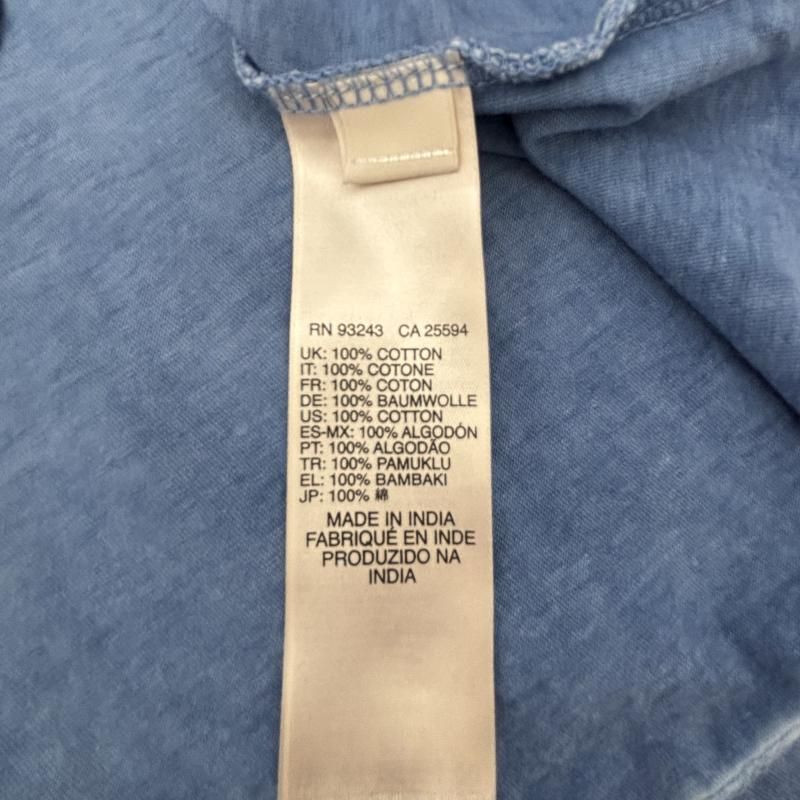 RN 93243 CA 25594
UK: 100% COTTON
IT: 100% COTONE
FR: 100% COTON
DE: 100% BAUMWOLLE
US: 100% COTTON
ES-MX: 100% ALGODÓN
PT: 100% ALGODÃO
TR: 100% PAMUKLU
EL: 100% BAMBAKI
JP: 100% 綿
MADE IN INDIA
FABRIQUÉ EN INDE
PRODUZIDO NA
INDIA